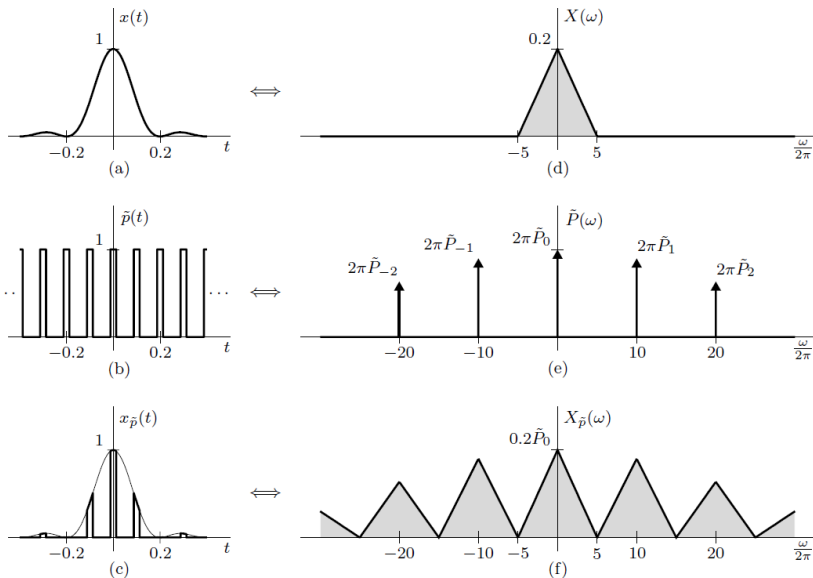 x(t)
1
−0.2 0.2 t
(a)
⟺
X(ω)
0.2
−5 5 ω/2π
(d)
p̃(t)
1
· · · · ·
−0.2 0.2 t
(b)
⟺
P̃(ω)
2πP̃₋₂ 2πP̃₋₁ 2πP̃₀ 2πP̃₁ 2πP̃₂
−20 −10 10 20 ω/2π
(e)
x_p̃(t)
1
−0.2 0.2 t
(c)
⟺
X_p̃(ω)
0.2P̃₀
−20 −10 −5 5 10 20 ω/2π
(f)